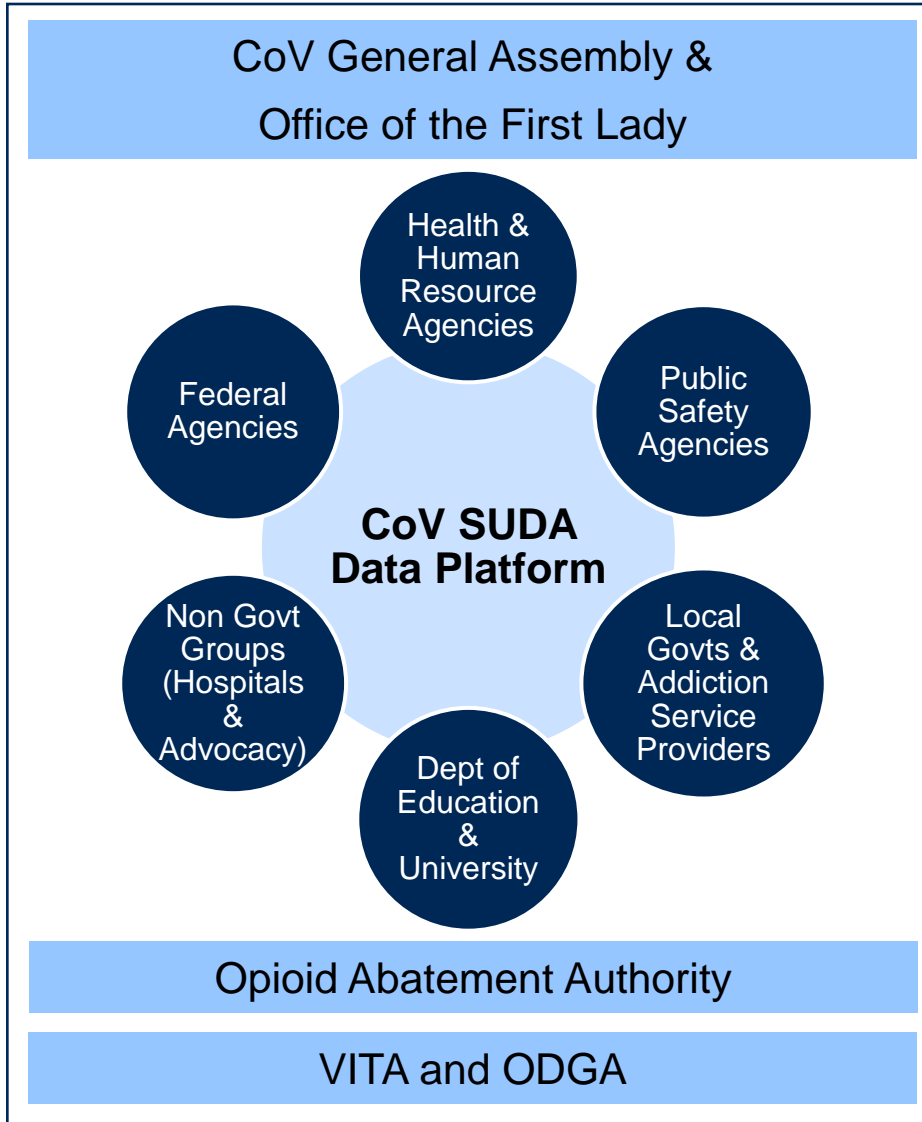 CoV General Assembly &
Office of the First Lady
Health &
Human
Resource
Agencies
Federal
Agencies
Public
Safety
Agencies
CoV SUDA
Data Platform
Non Govt
Groups
(Hospitals
&
Advocacy)
Local
Govts &
Addiction
Service
Providers
Dept of
Education
&
University
Opioid Abatement Authority
VITA and ODGA